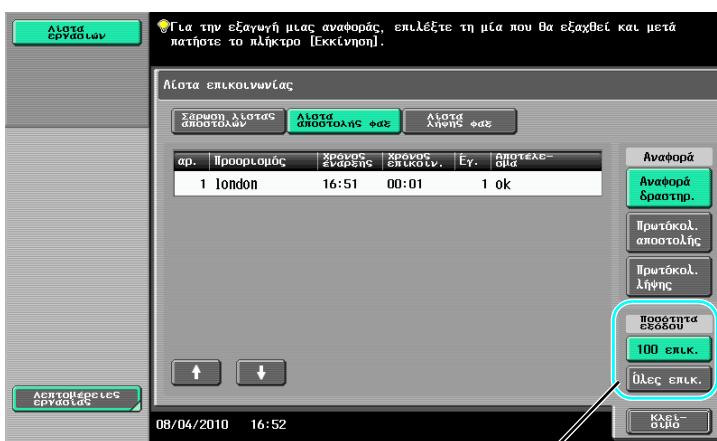 Λίστα
εργασιών
Για την εξαγωγή μιας αναφοράς, επιλέξτε τη μία που θα εξαχθεί και μετά
πατήστε το πλήκτρο [Εκκίνηση].
Λίστα επικοινωνίας
Σάρωση Λίστας
αποστολών
Λίστα
αποστολής φαξ
Λίστα
λήψης φαξ
αρ. Προορισμός Χρόνος έναρξης Χρόνος επικοιν. Εγ. Αποτέλε-
σμα
1 london 16:51 00:01 1 ok
Αναφορά
Αναφορά
δραστηρ.
Πρωτόκολ.
αποστολής
Πρωτόκολ.
λήψης
Ποσότητα
εξόδου
100 επικ.
Όλες επικ.
Λεπτομέρειες
εργασίας
08/04/2010 16:52
Κλεί-
σιμο